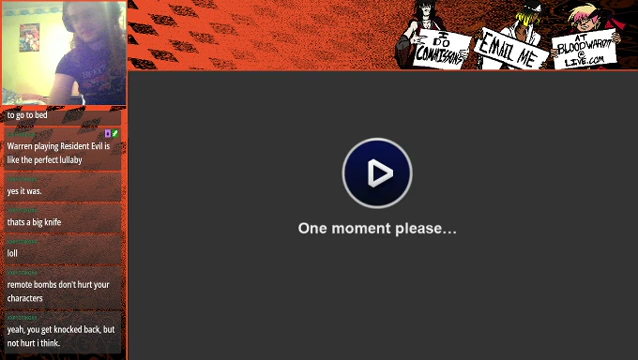 I DO
COMMISSIONS
EMAIL ME
AT
@
LIVE.COM
to go to bed
Warren playing Resident Evil is
like the perfect lullaby
yes it was.
thats a big knife
loll
remote bombs don't hurt your
characters
yeah, you get knocked back, but
not hurt i think.
One moment please...